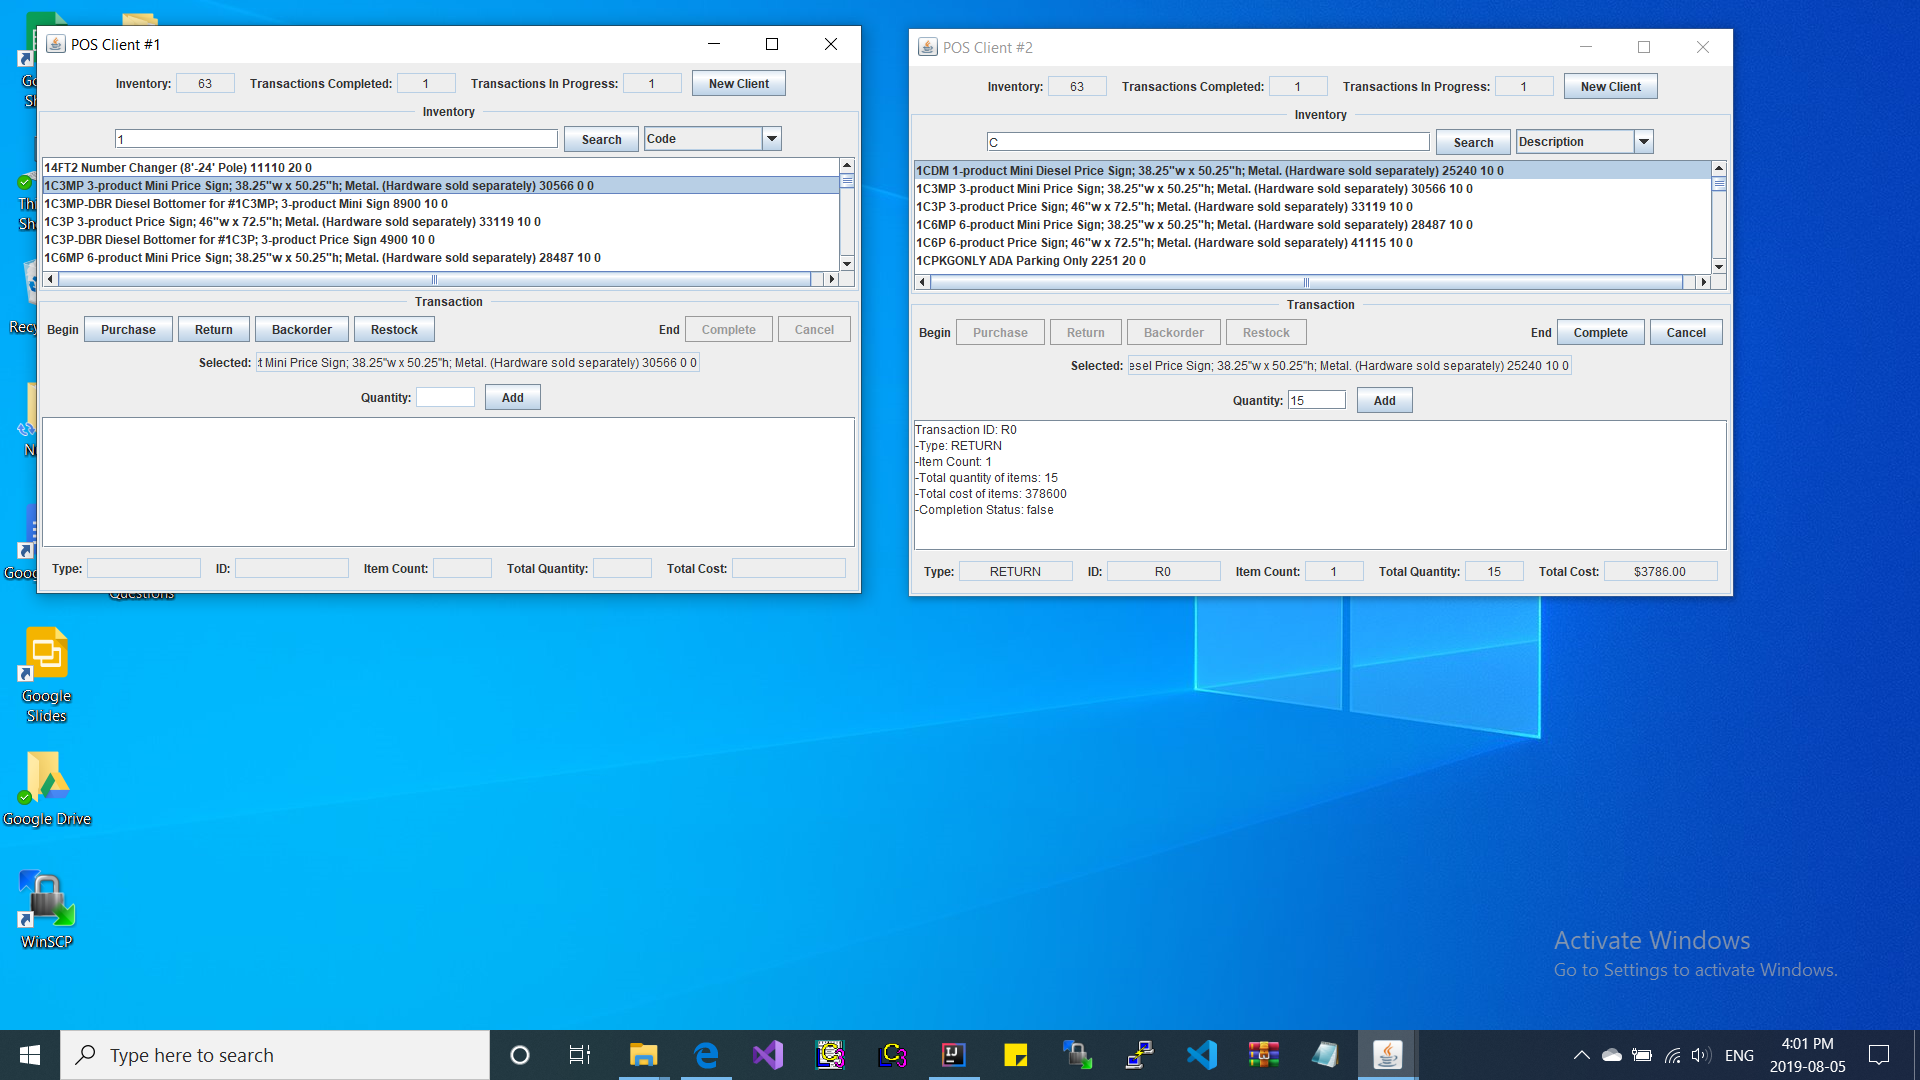 POS Client #1
Inventory: 63 Transactions Completed: 1 Transactions In Progress: 1 New Client
Inventory
1 Search Code
14FT2 Number Changer (8'-24' Pole) 11110 20 0
1C3MP 3-product Mini Price Sign; 38.25"w x 50.25"h; Metal. (Hardware sold separately) 30566 0 0
1C3MP-DBR Diesel Bottomer for #1C3MP; 3-product Mini Sign 8900 10 0
1C3P 3-product Price Sign; 46"w x 72.5"h; Metal. (Hardware sold separately) 33119 10 0
1C3P-DBR Diesel Bottomer for #1C3P; 3-product Price Sign 4900 10 0
1C6MP 6-product Mini Price Sign; 38.25"w x 50.25"h; Metal. (Hardware sold separately) 28487 10 0
Transaction
Begin Purchase Return Backorder Restock End Complete Cancel
Selected: t Mini Price Sign; 38.25"w x 50.25"h; Metal. (Hardware sold separately) 30566 0 0
Quantity: Add
Type: ID: Item Count: Total Quantity: Total Cost:
POS Client #2
Inventory: 63 Transactions Completed: 1 Transactions In Progress: 1 New Client
Inventory
C Search Description
1CDM 1-product Mini Diesel Price Sign; 38.25"w x 50.25"h; Metal. (Hardware sold separately) 25240 10 0
1C3MP 3-product Mini Price Sign; 38.25"w x 50.25"h; Metal. (Hardware sold separately) 30566 10 0
1C3P 3-product Price Sign; 46"w x 72.5"h; Metal. (Hardware sold separately) 33119 10 0
1C6MP 6-product Mini Price Sign; 38.25"w x 50.25"h; Metal. (Hardware sold separately) 28487 10 0
1C6P 6-product Price Sign; 46"w x 72.5"h; Metal. (Hardware sold separately) 41115 10 0
1CPKGONLY ADA Parking Only 2251 20 0
Transaction
Begin Purchase Return Backorder Restock End Complete Cancel
Selected: esel Price Sign; 38.25"w x 50.25"h; Metal. (Hardware sold separately) 25240 10 0
Quantity: 15 Add
Transaction ID: R0
-Type: RETURN
-Item Count: 1
-Total quantity of items: 15
-Total cost of items: 378600
-Completion Status: false
Type: RETURN ID: R0 Item Count: 1 Total Quantity: 15 Total Cost: $3786.00
Questions
Google
Slides
Google Drive
WinSCP
Activate Windows
Go to Settings to activate Windows.
Type here to search
ENG
4:01 PM
2019-08-05